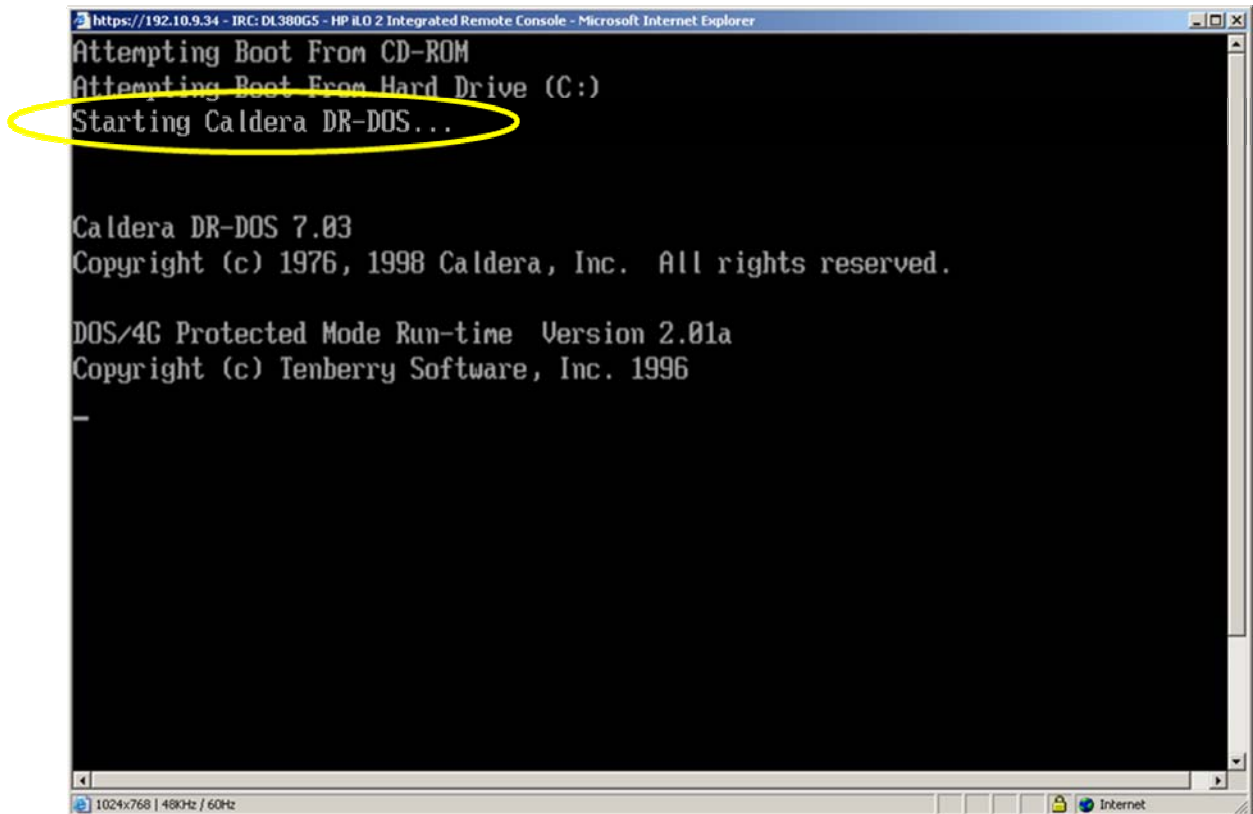 https://192.10.9.34 - IRC: DL380G5 - HP iLO 2 Integrated Remote Console - Microsoft Internet Explorer
Attempting Boot From CD-ROM
Attempting Boot From Hard Drive (C:)
Starting Caldera DR-DOS...
Caldera DR-DOS 7.03
Copyright (c) 1976, 1998 Caldera, Inc. All rights reserved.
DOS/4G Protected Mode Run-time Version 2.01a
Copyright (c) Tenberry Software, Inc. 1996
_
1024x768 | 48KHz / 60Hz
Internet